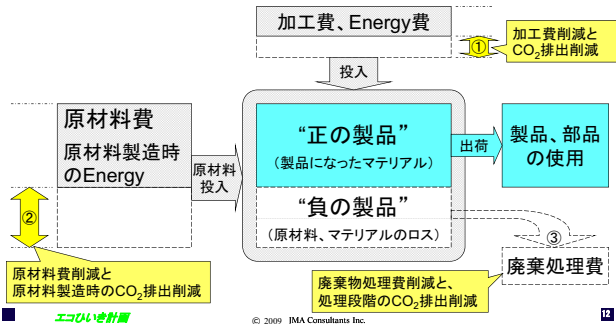 加工費、Energy費
①
加工費削減と
CO₂排出削減
投入
原材料費
原材料製造時
のEnergy
原材料
投入
“正の製品”
（製品になったマテリアル）
出荷
製品、部品
の使用
②
“負の製品”
（原材料、マテリアルのロス）
③
廃棄処理費
原材料費削減と
原材料製造時のCO₂排出削減
廃棄物処理費削減と、
処理段階のCO₂排出削減
エコひいき計画
© 2009 JMA Consultants Inc.
12